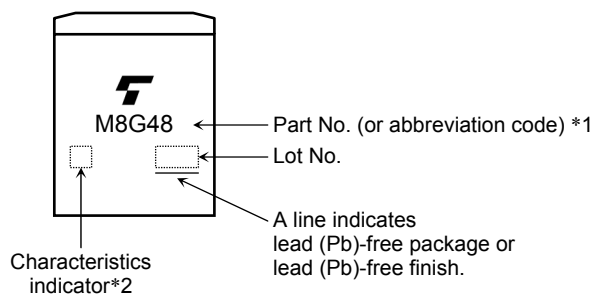 M8G48
Part No. (or abbreviation code) *1
Lot No.
A line indicates
lead (Pb)-free package or
lead (Pb)-free finish.
Characteristics
indicator*2